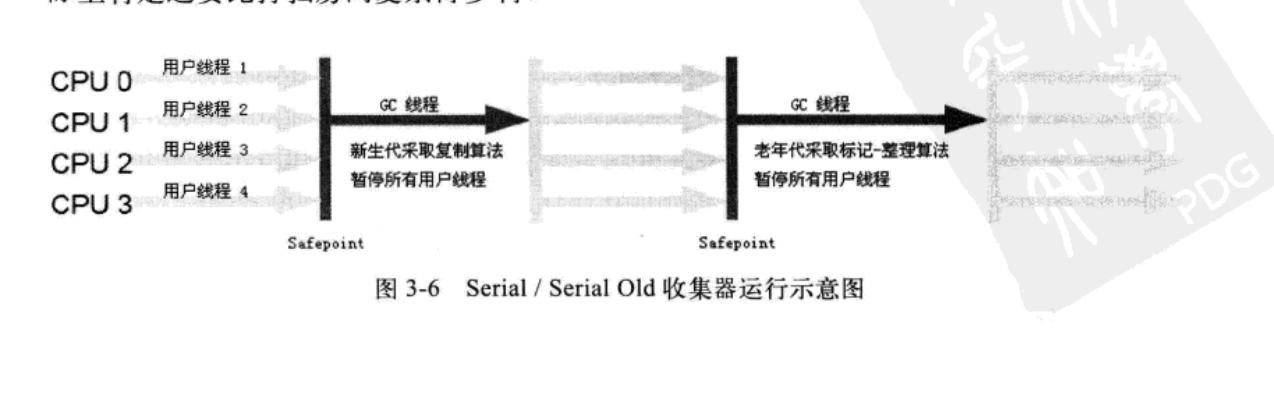 CPU 0 用户线程 1
CPU 1 用户线程 2
CPU 2 用户线程 3
CPU 3 用户线程 4
GC 线程
新生代采取复制算法
暂停所有用户线程
GC 线程
老年代采取标记-整理算法
暂停所有用户线程
Safepoint
Safepoint
图 3-6 Serial / Serial Old 收集器运行示意图
PDG